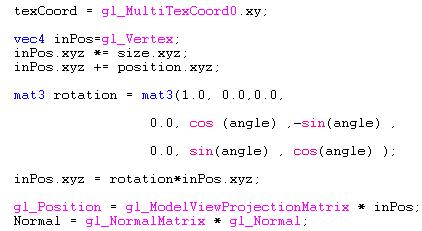 texCoord = gl_MultiTexCoord0.xy;
vec4 inPos=gl_Vertex;
inPos.xyz *= size.xyz;
inPos.xyz += position.xyz;
mat3 rotation = mat3(1.0, 0.0,0.0,
0.0, cos (angle) ,-sin(angle) ,
0.0, sin(angle) , cos(angle) );
inPos.xyz = rotation*inPos.xyz;
gl_Position = gl_ModelViewProjectionMatrix * inPos;
Normal = gl_NormalMatrix * gl_Normal;